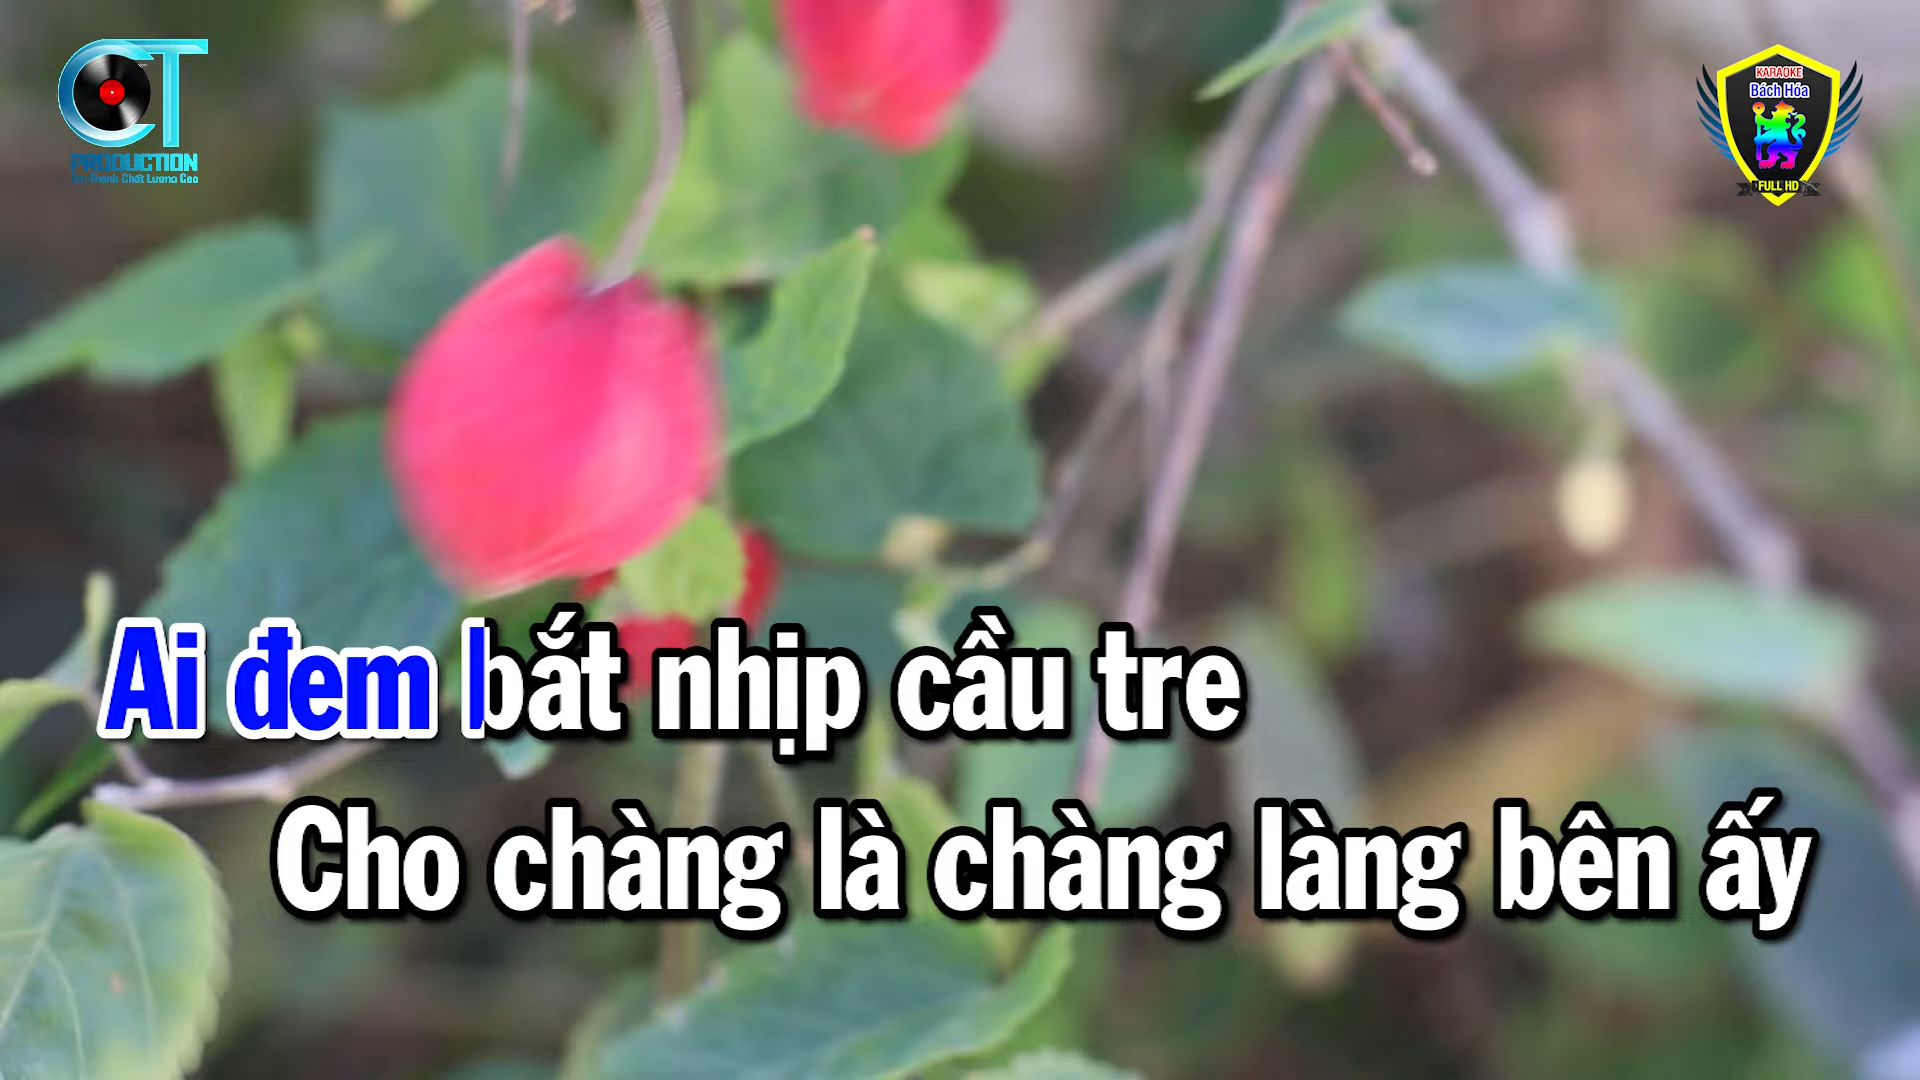 CT
PRODUCTION
KARAOKE
Bách Hóa
FULL HD
Ai đem bắt nhịp cầu tre
Cho chàng là chàng làng bên ấy